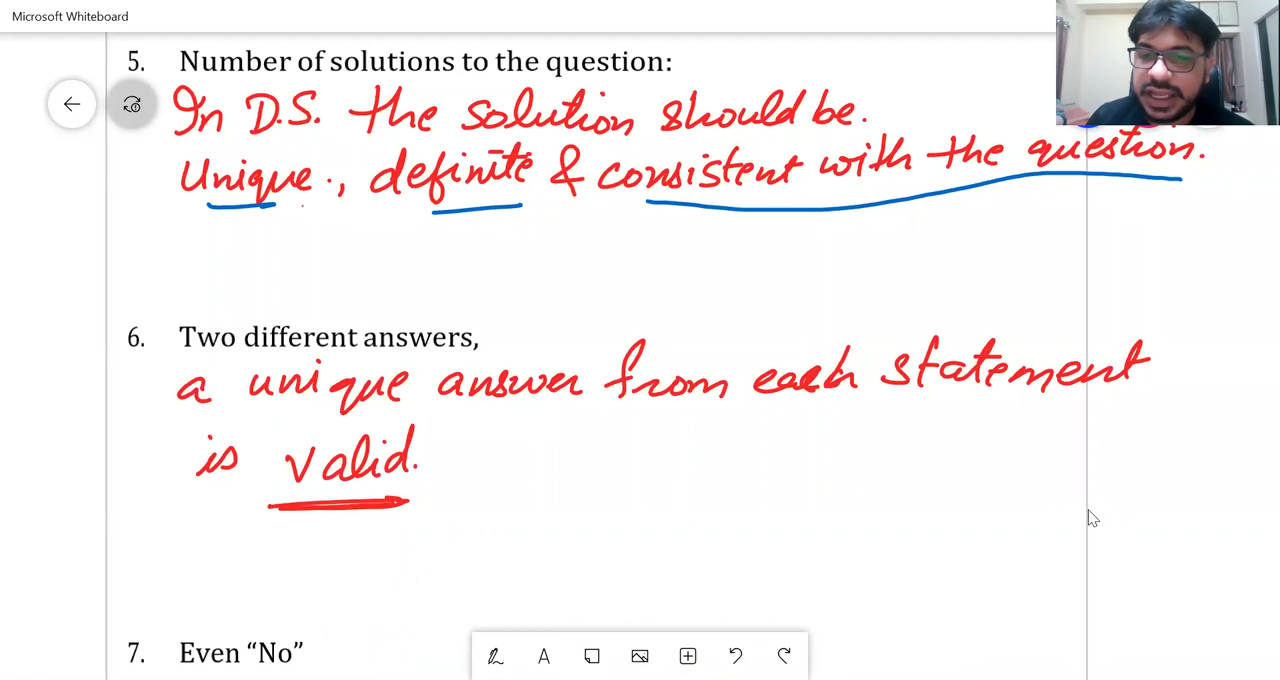 Microsoft Whiteboard
5. Number of solutions to the question:
In D.S. the solution should be.
Unique., definite & consistent with the question.
6. Two different answers,
a unique answer from each statement
is valid.
7. Even “No”
A